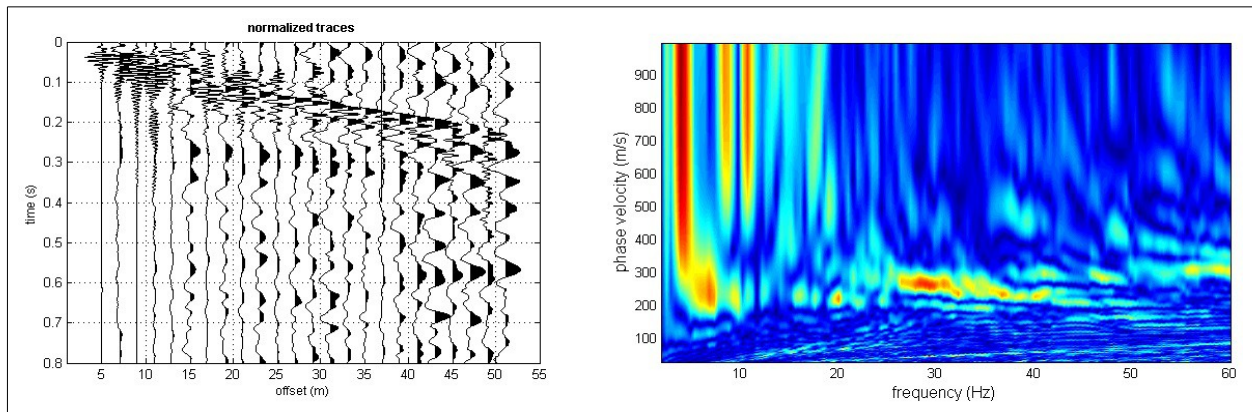 normalized traces
0
0.1
0.2
0.3
0.4
0.5
0.6
0.7
0.8
time (s)
5 10 15 20 25 30 35 40 45 50 55
offset (m)
900
800
700
600
500
400
300
200
100
phase velocity (m/s)
10 20 30 40 50 60
frequency (Hz)